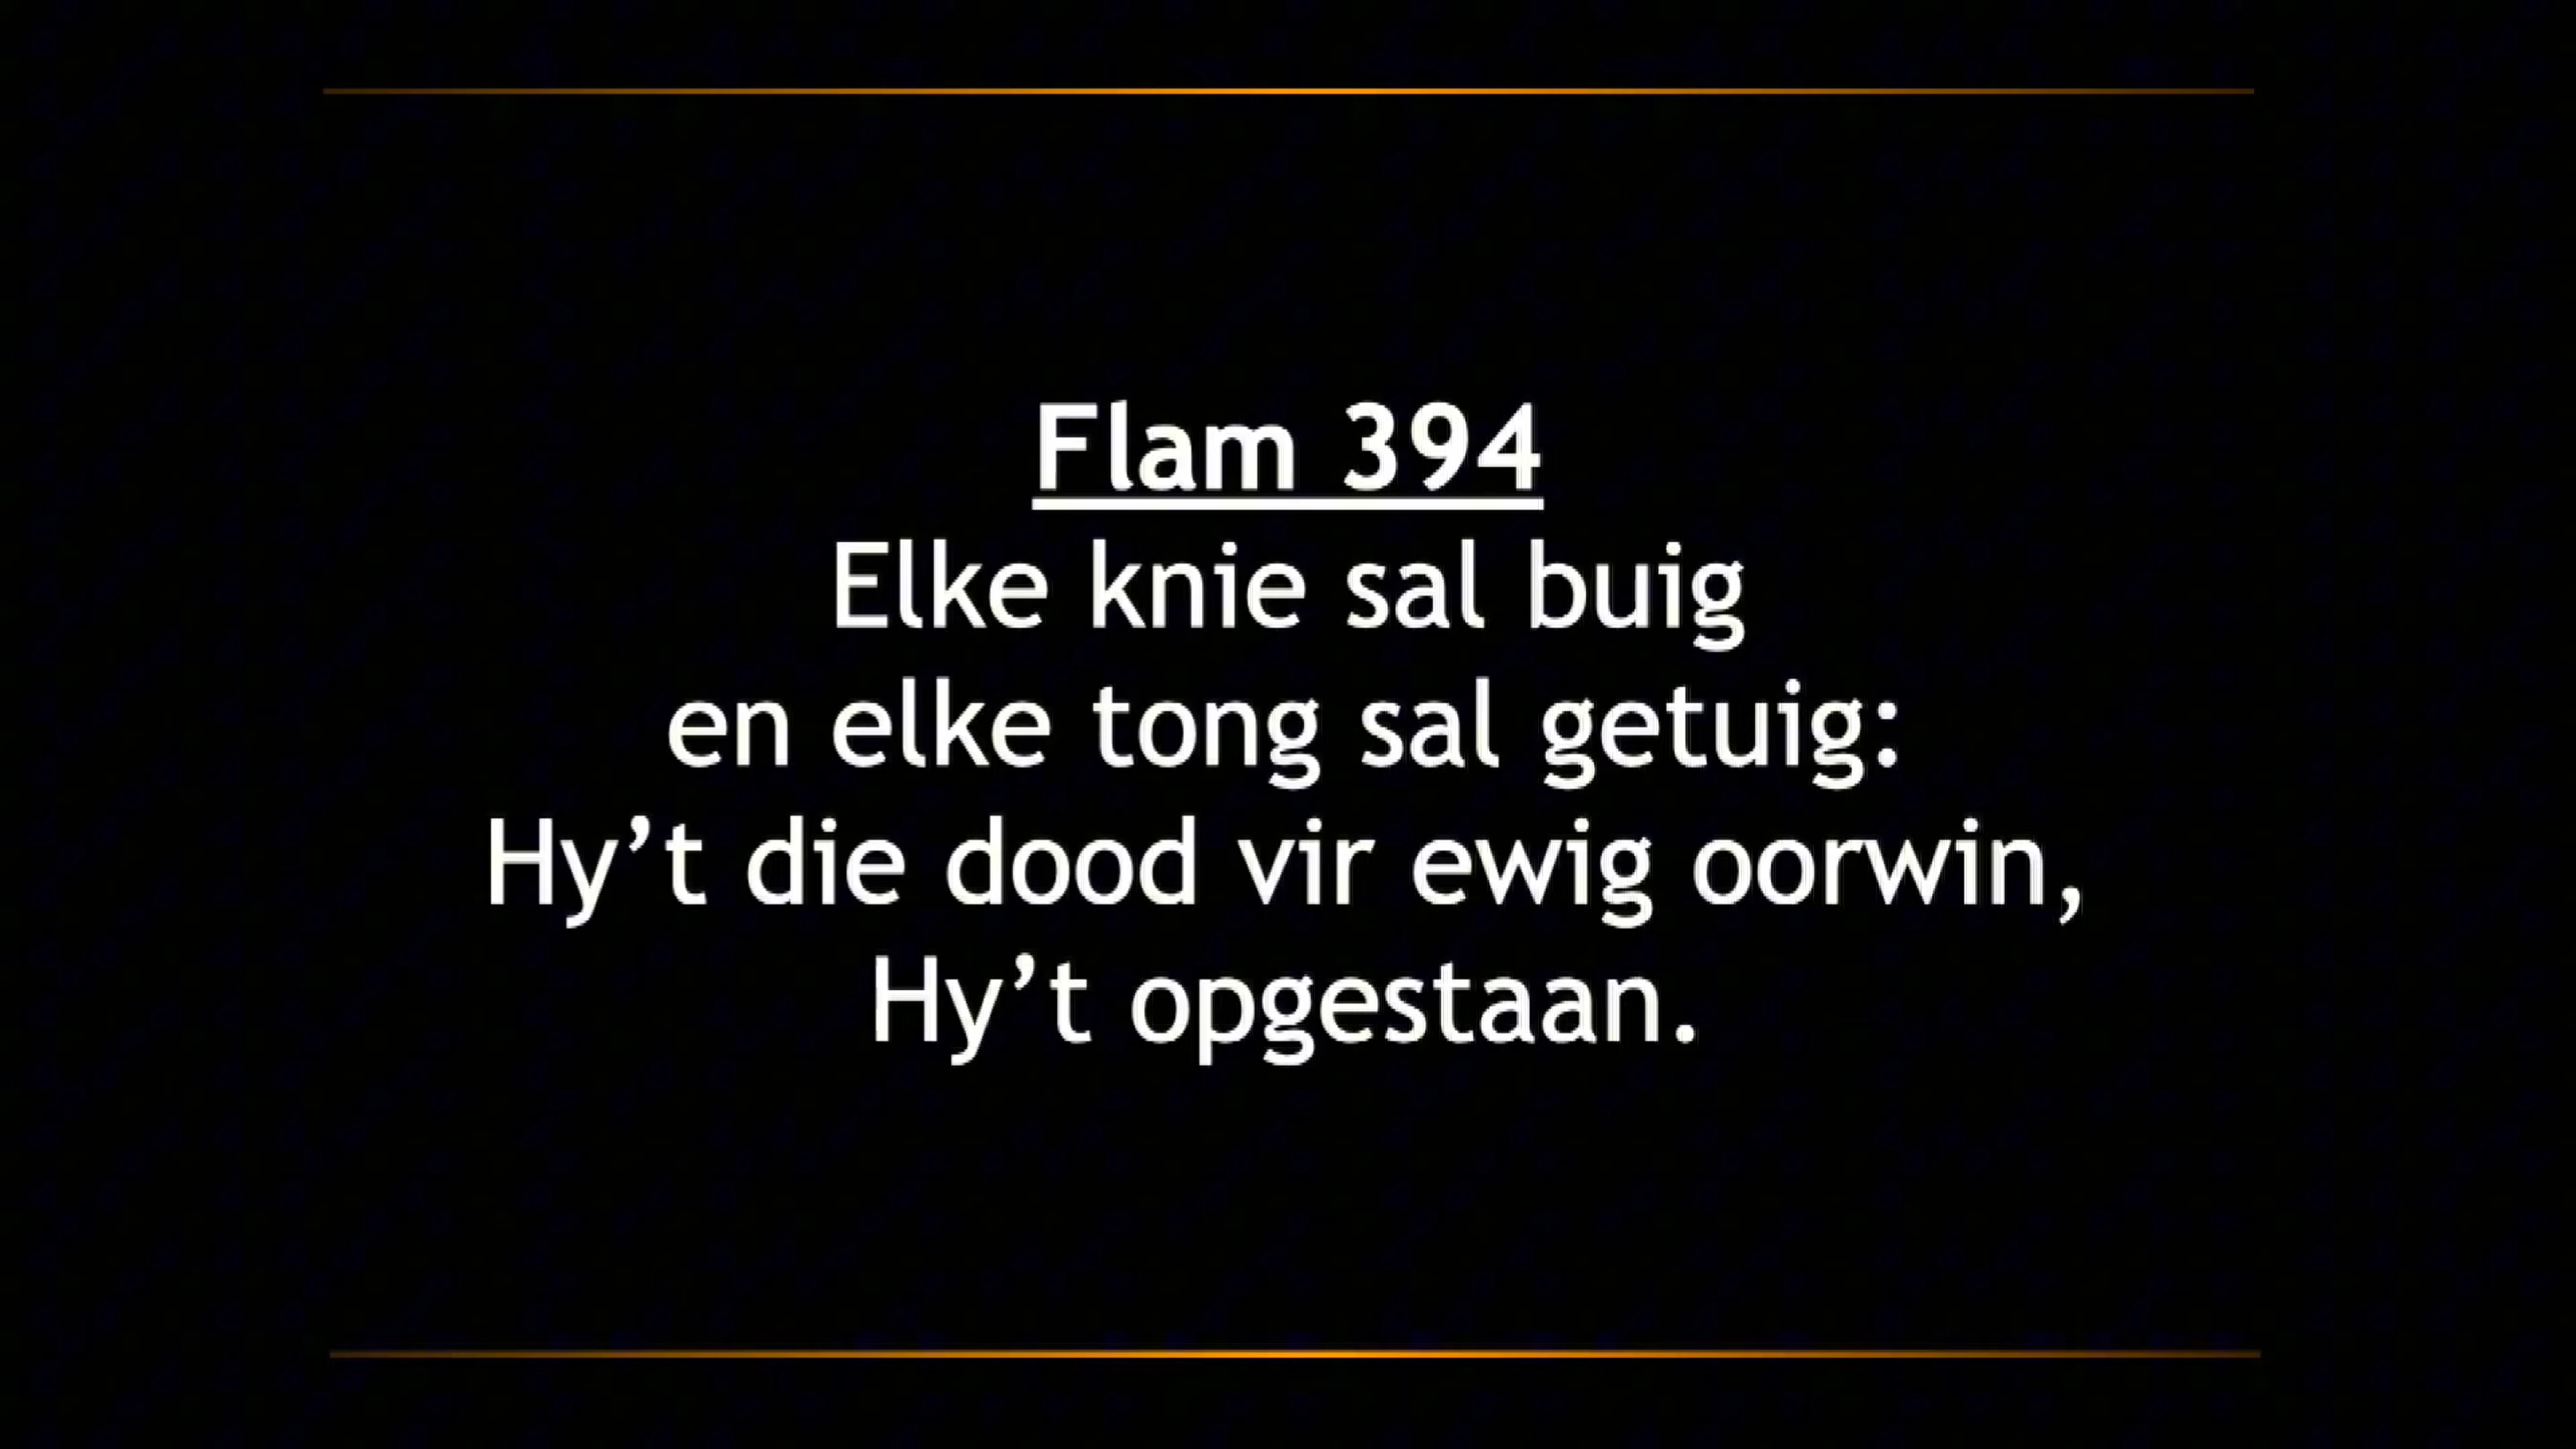 Flam 394
Elke knie sal buig
en elke tong sal getuig:
Hy’t die dood vir ewig oorwin,
Hy’t opgestaan.